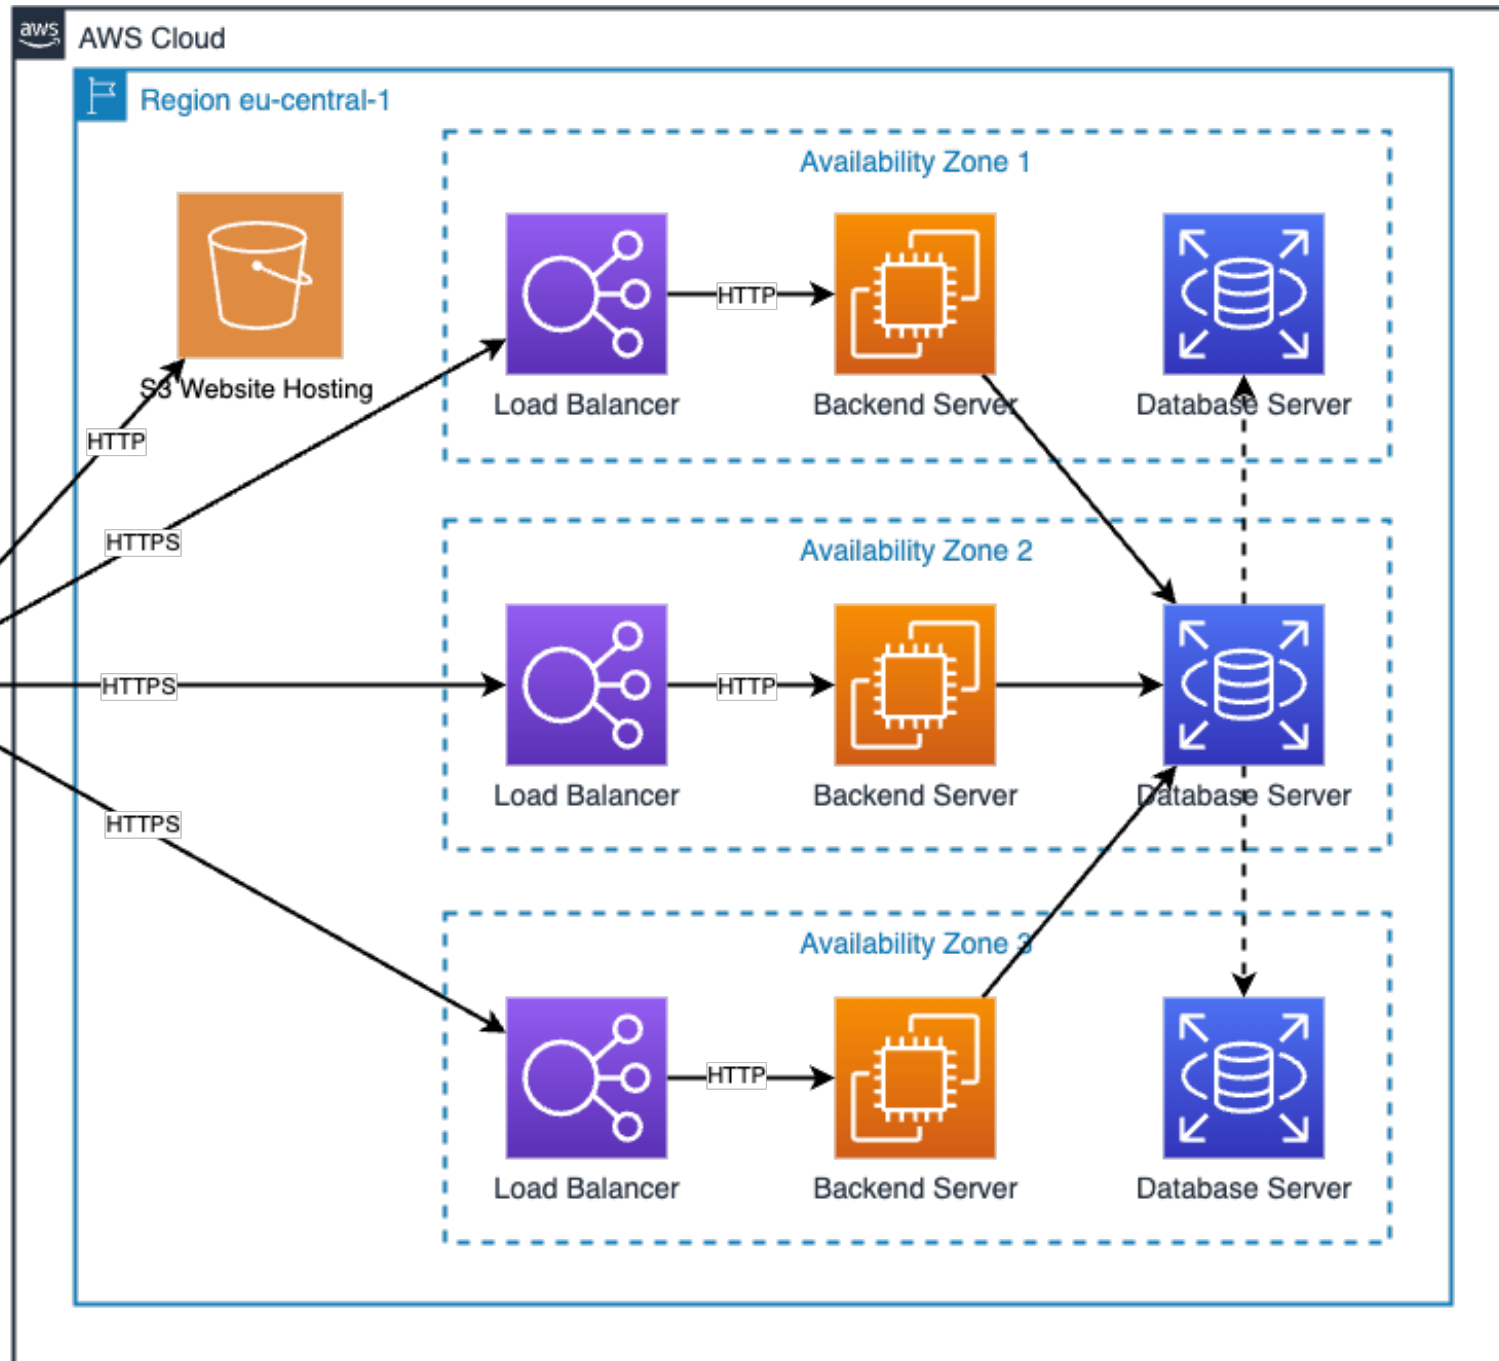 aws
AWS Cloud
Region eu-central-1
Availability Zone 1
HTTP
S3 Website Hosting
Load Balancer
Backend Server
Database Server
HTTP
HTTPS
Availability Zone 2
HTTPS
HTTP
Load Balancer
Backend Server
Database Server
HTTPS
Availability Zone 3
HTTP
Load Balancer
Backend Server
Database Server